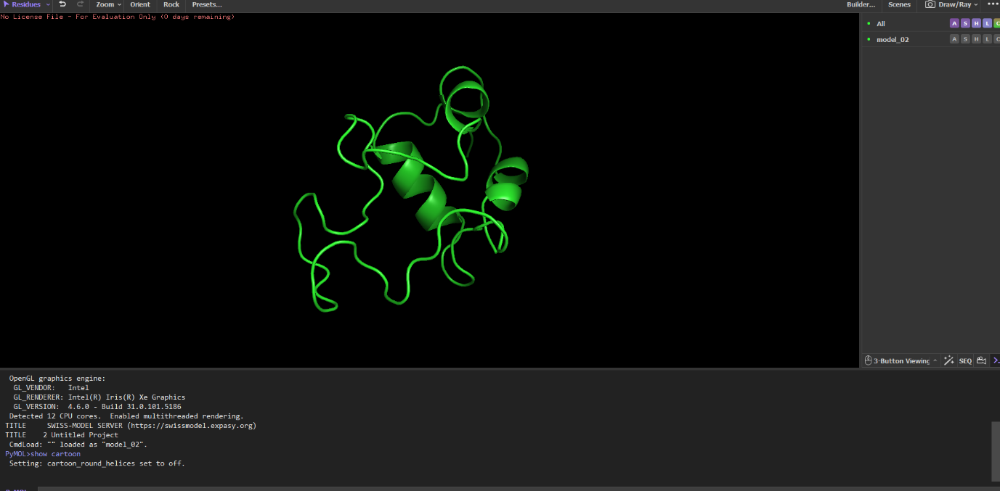 Residues Zoom Orient Rock Presets... Builder... Scenes Draw/Ray
No License File - For Evaluation Only (0 days remaining)
All A S H L C
model_02 A S H L C
3-Button Viewing SEQ
OpenGL graphics engine:
GL_VENDOR: Intel
GL_RENDERER: Intel(R) Iris(R) Xe Graphics
GL_VERSION: 4.6.0 - Build 31.0.101.5186
Detected 12 CPU cores. Enabled multithreaded rendering.
TITLE SWISS-MODEL SERVER (https://swissmodel.expasy.org)
TITLE 2 Untitled Project
CmdLoad: "" loaded as "model_02".
PyMOL>show cartoon
Setting: cartoon_round_helices set to off.